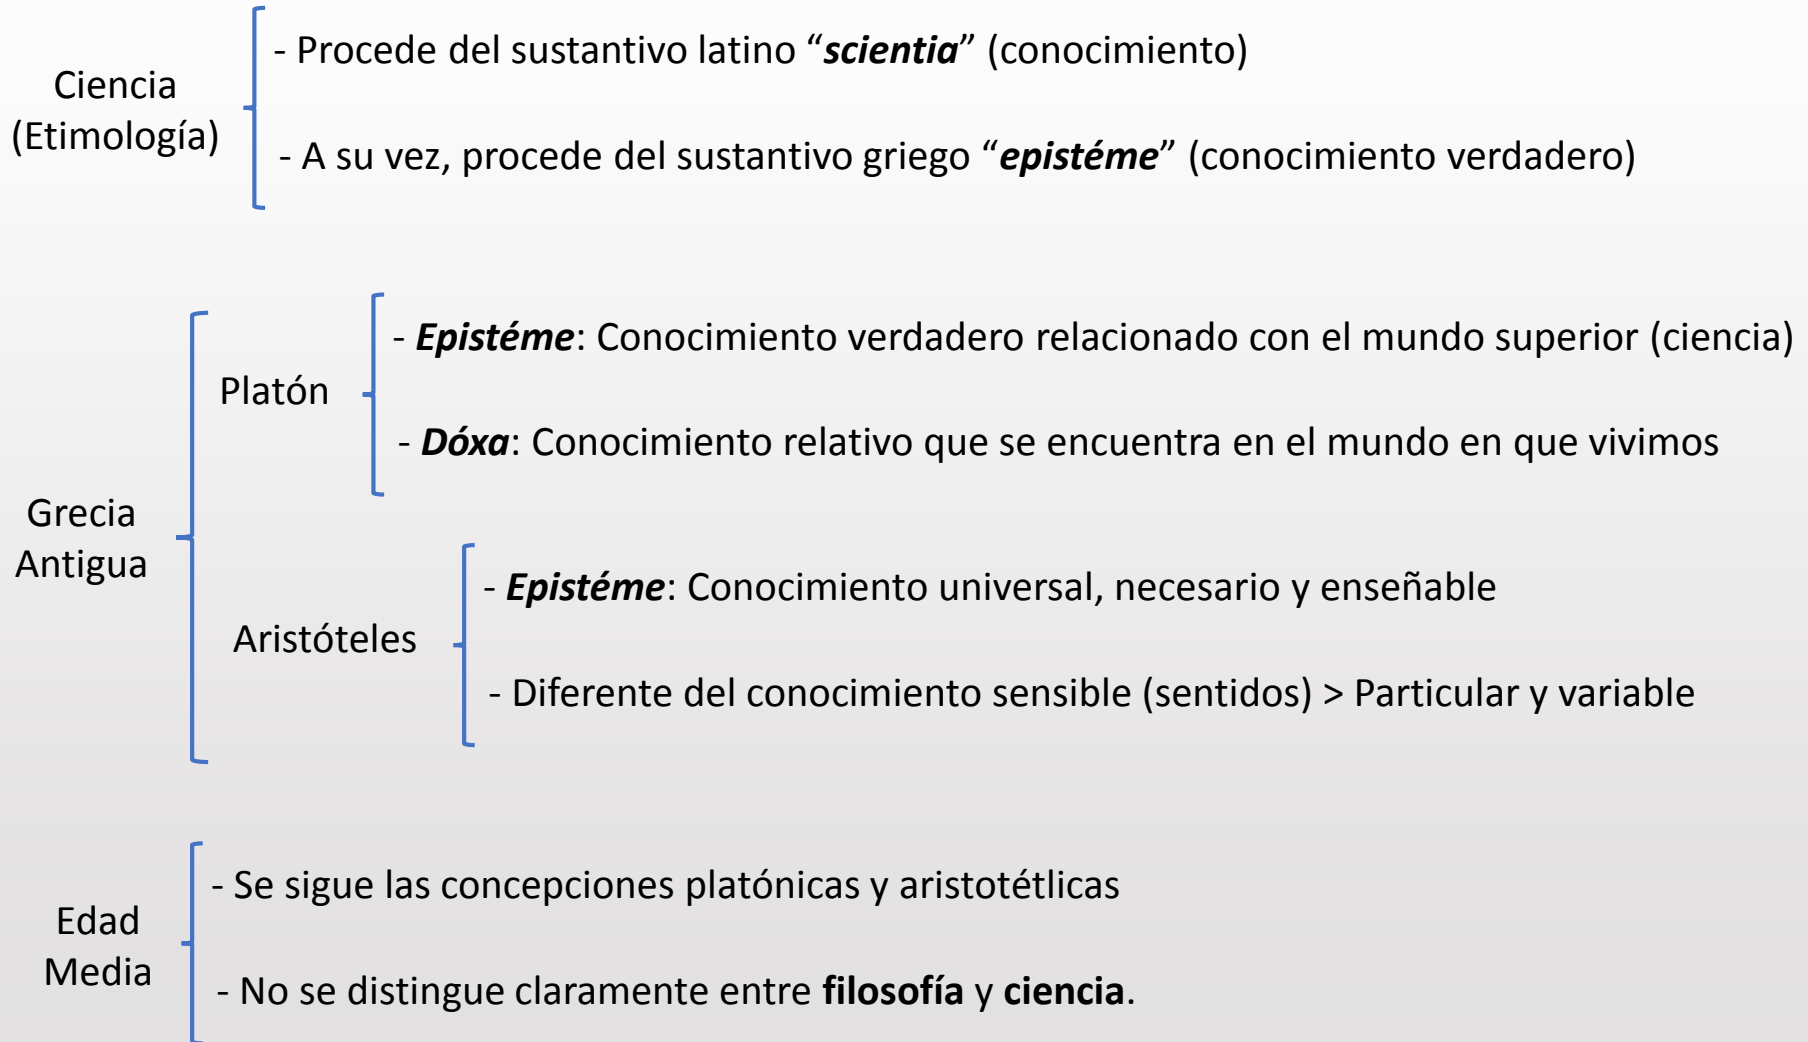 Ciencia
(Etimología)
- Procede del sustantivo latino “scientia” (conocimiento)
- A su vez, procede del sustantivo griego “epistéme” (conocimiento verdadero)
Grecia
Antigua
Platón
- Epistéme: Conocimiento verdadero relacionado con el mundo superior (ciencia)
- Dóxa: Conocimiento relativo que se encuentra en el mundo en que vivimos
Aristóteles
- Epistéme: Conocimiento universal, necesario y enseñable
- Diferente del conocimiento sensible (sentidos) > Particular y variable
Edad
Media
- Se sigue las concepciones platónicas y aristotétlicas
- No se distingue claramente entre filosofía y ciencia.